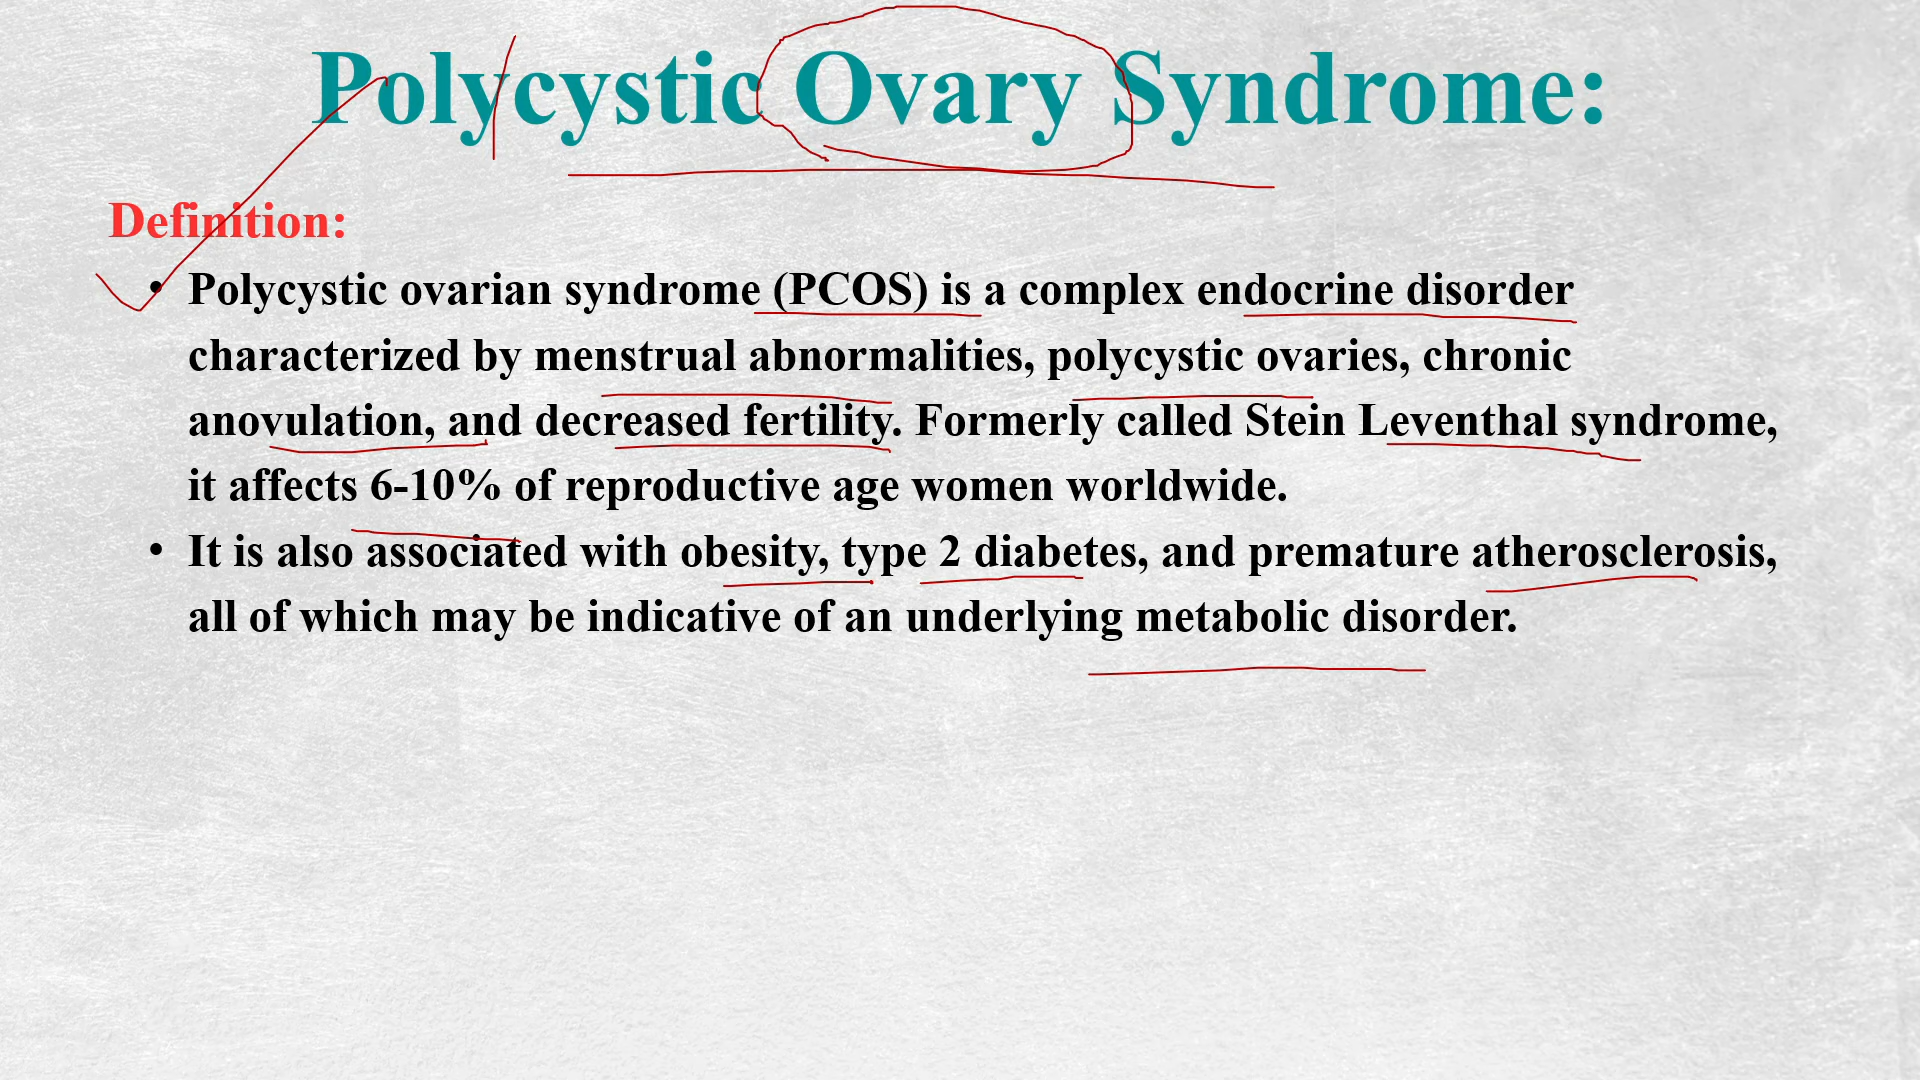 Polycystic Ovary Syndrome:
Definition:
• Polycystic ovarian syndrome (PCOS) is a complex endocrine disorder
characterized by menstrual abnormalities, polycystic ovaries, chronic
anovulation, and decreased fertility. Formerly called Stein Leventhal syndrome,
it affects 6-10% of reproductive age women worldwide.
• It is also associated with obesity, type 2 diabetes, and premature atherosclerosis,
all of which may be indicative of an underlying metabolic disorder.